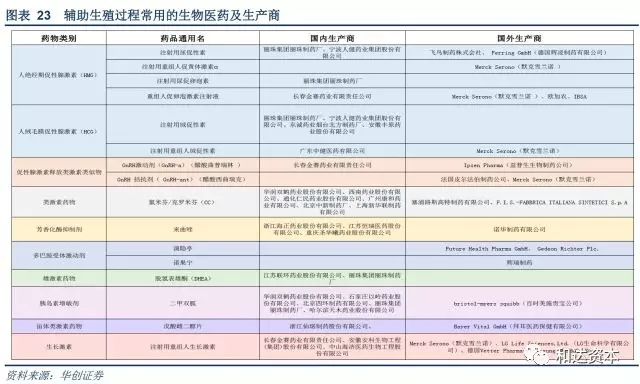 图表 23 辅助生殖过程常用的生物医药及生产商
药物类别 药品通用名 国内生产商 国外生产商
人绝经期促性腺激素(HMG)
注射用尿促性素 丽珠集团丽珠制药厂、宁波人健药业集团股份有
限公司 飞鸟制药株式会社、 Ferring GmbH(德国辉凌制药有限公司)
注射用重组人促黄体激素α Merck Serono(默克雪兰诺 )
注射用尿促卵泡素 丽珠集团丽珠制药厂
重组人促卵泡激素注射液 长春金赛药业有限责任公司 Merck Serono(默克雪兰诺 )、欧加农、IBSA
人绒毛膜促性腺激素(HCG)
注射用绒促性素 丽珠集团丽珠制药厂、宁波人健药业集团股份有
限公司、东诚药业烟台北方制药厂、安徽丰原药
业股份有限公司
注射用重组人绒促性素 广东中健医药有限公司 Merck Serono(默克雪兰诺)
促性腺激素释放类激素类似物
GnRH激动剂(GnRH-a)(醋酸曲普瑞林 ) 长春金赛药业有限责任公司 Ipsen Pharma(益普生生物制药公司)
GnRH 拮抗剂( GnRH-ant)(醋酸西曲瑞克) 法国皮尔法伯制药公司、Merck Serono(默克雪兰诺)
类激素药物 氯米芬/克罗米芬(CC) 华润双鹤药业股份有限公司、西南药业股份有限
公司、通化仁民药业股份有限公司、广州康和药
业有限公司、北京中新制药厂、上海新华联制药
有限公司 塞浦路斯高特制药有限公司、F.I.S.-FABBRICA ITALIANA SINTETICI S.p.A
芳香化酶抑制剂 来曲唑 浙江海正药业股份有限公司、江苏恒瑞医药股份
有限公司、重庆圣华曦药业股份有限公司 诺华制药有限公司
多巴胺受体激动剂
溴隐亭 Future Health Pharma GmbH、 Gedeon Richter Plc.
诺果宁 辉瑞制药
雄激素药物 脱氢表雄酮(DHEA) 江苏联环药业股份有限公司、丽珠集团丽珠制药
厂
胰岛素增敏剂 二甲双胍 华润双鹤药业股份有限公司、石家庄以岭药业股
份有限公司、北京四环制药有限公司、丽珠集团
丽珠制药厂、哈尔滨天木药业股份有限公司 bristol-myers squibb(百时美施贵宝公司)
甾体类激素药物 戊酸雌二醇片 浙江仙琚制药股份有限公司、 Bayer Vital GmbH(拜耳医药保健有限公司)
生长激素 注射用重组人生长激素 长春金赛药业有限责任公司、安徽安科生物工程
(集团)股份有限公司、中山海济医药生物工程股
份有限公司 Merck Serono(默克雪兰诺)、LG Life Sciences,Ltd.(LG生命科学有限公
司)、德国Vetter Pharma
资料来源：华创证券
和达资本